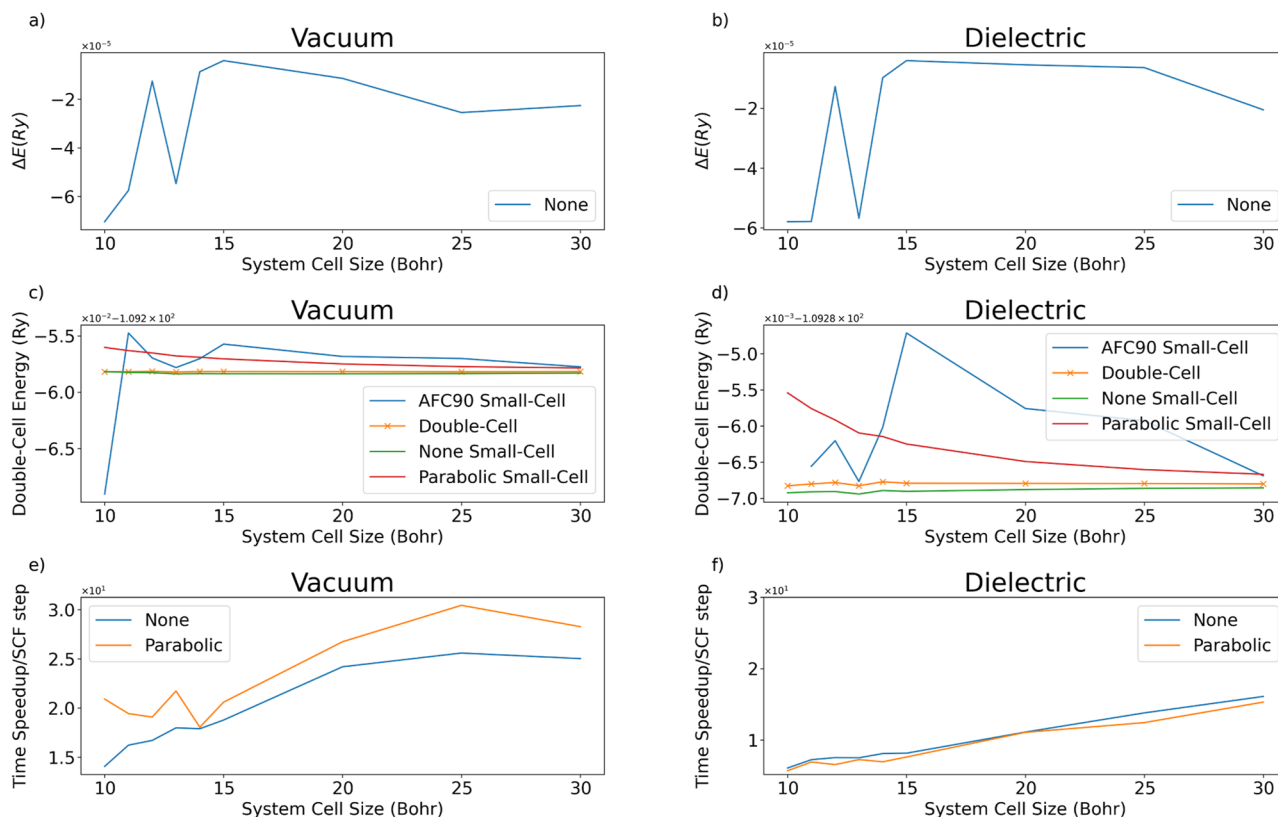 a)
Vacuum
×10⁻⁵
−2
−4
−6
ΔE(Ry)
None
10 15 20 25 30
System Cell Size (Bohr)
b)
Dielectric
×10⁻⁵
−2
−4
−6
ΔE(Ry)
None
10 15 20 25 30
System Cell Size (Bohr)
c)
Vacuum
×10⁻²−1.092 × 10²
−5.5
−6.0
−6.5
Double-Cell Energy (Ry)
AFC90 Small-Cell
Double-Cell
None Small-Cell
Parabolic Small-Cell
10 15 20 25 30
System Cell Size (Bohr)
d)
Dielectric
×10⁻³−1.0928 × 10²
−5.0
−5.5
−6.0
−6.5
−7.0
Double-Cell Energy (Ry)
AFC90 Small-Cell
Double-Cell
None Small-Cell
Parabolic Small-Cell
10 15 20 25 30
System Cell Size (Bohr)
e)
Vacuum
×10¹
3.0
2.5
2.0
1.5
Time Speedup/SCF step
None
Parabolic
10 15 20 25 30
System Cell Size (Bohr)
f)
Dielectric
×10¹
3
2
1
Time Speedup/SCF step
None
Parabolic
10 15 20 25 30
System Cell Size (Bohr)